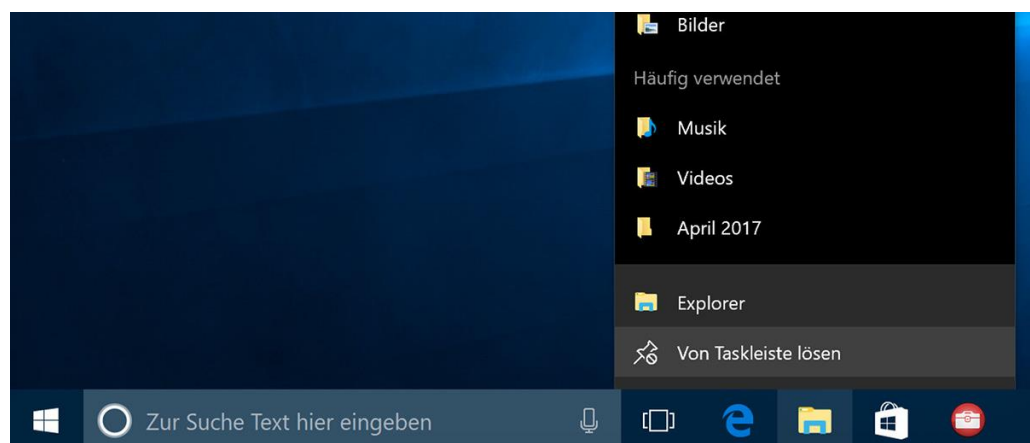 Bilder
Häufig verwendet
Musik
Videos
April 2017
Explorer
Von Taskleiste lösen
Zur Suche Text hier eingeben